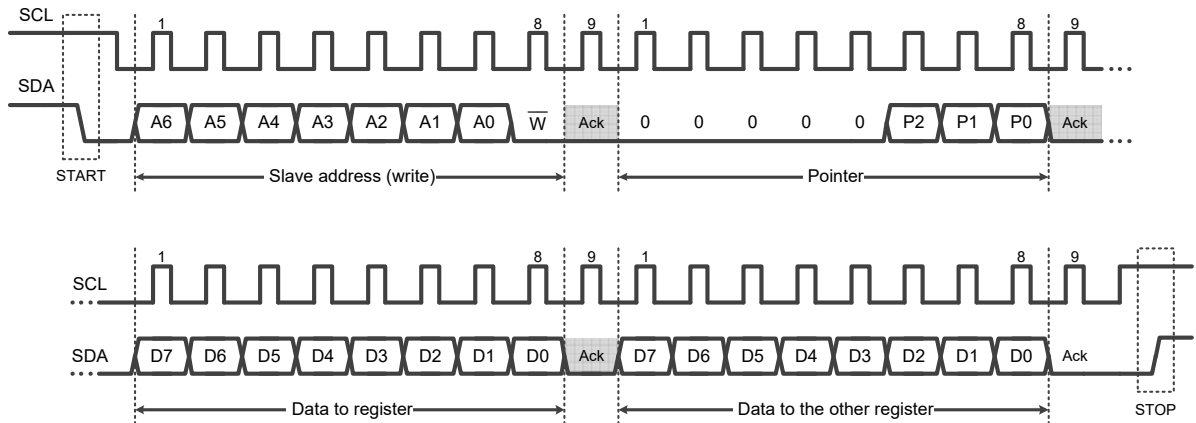 SCL
1 8 9 1 8 9
SDA
A6 A5 A4 A3 A2 A1 A0 W̅ Ack 0 0 0 0 0 P2 P1 P0 Ack
START Slave address (write) Pointer
1 8 9 1 8 9
SCL
SDA
D7 D6 D5 D4 D3 D2 D1 D0 Ack D7 D6 D5 D4 D3 D2 D1 D0 Ack
Data to register Data to the other register STOP